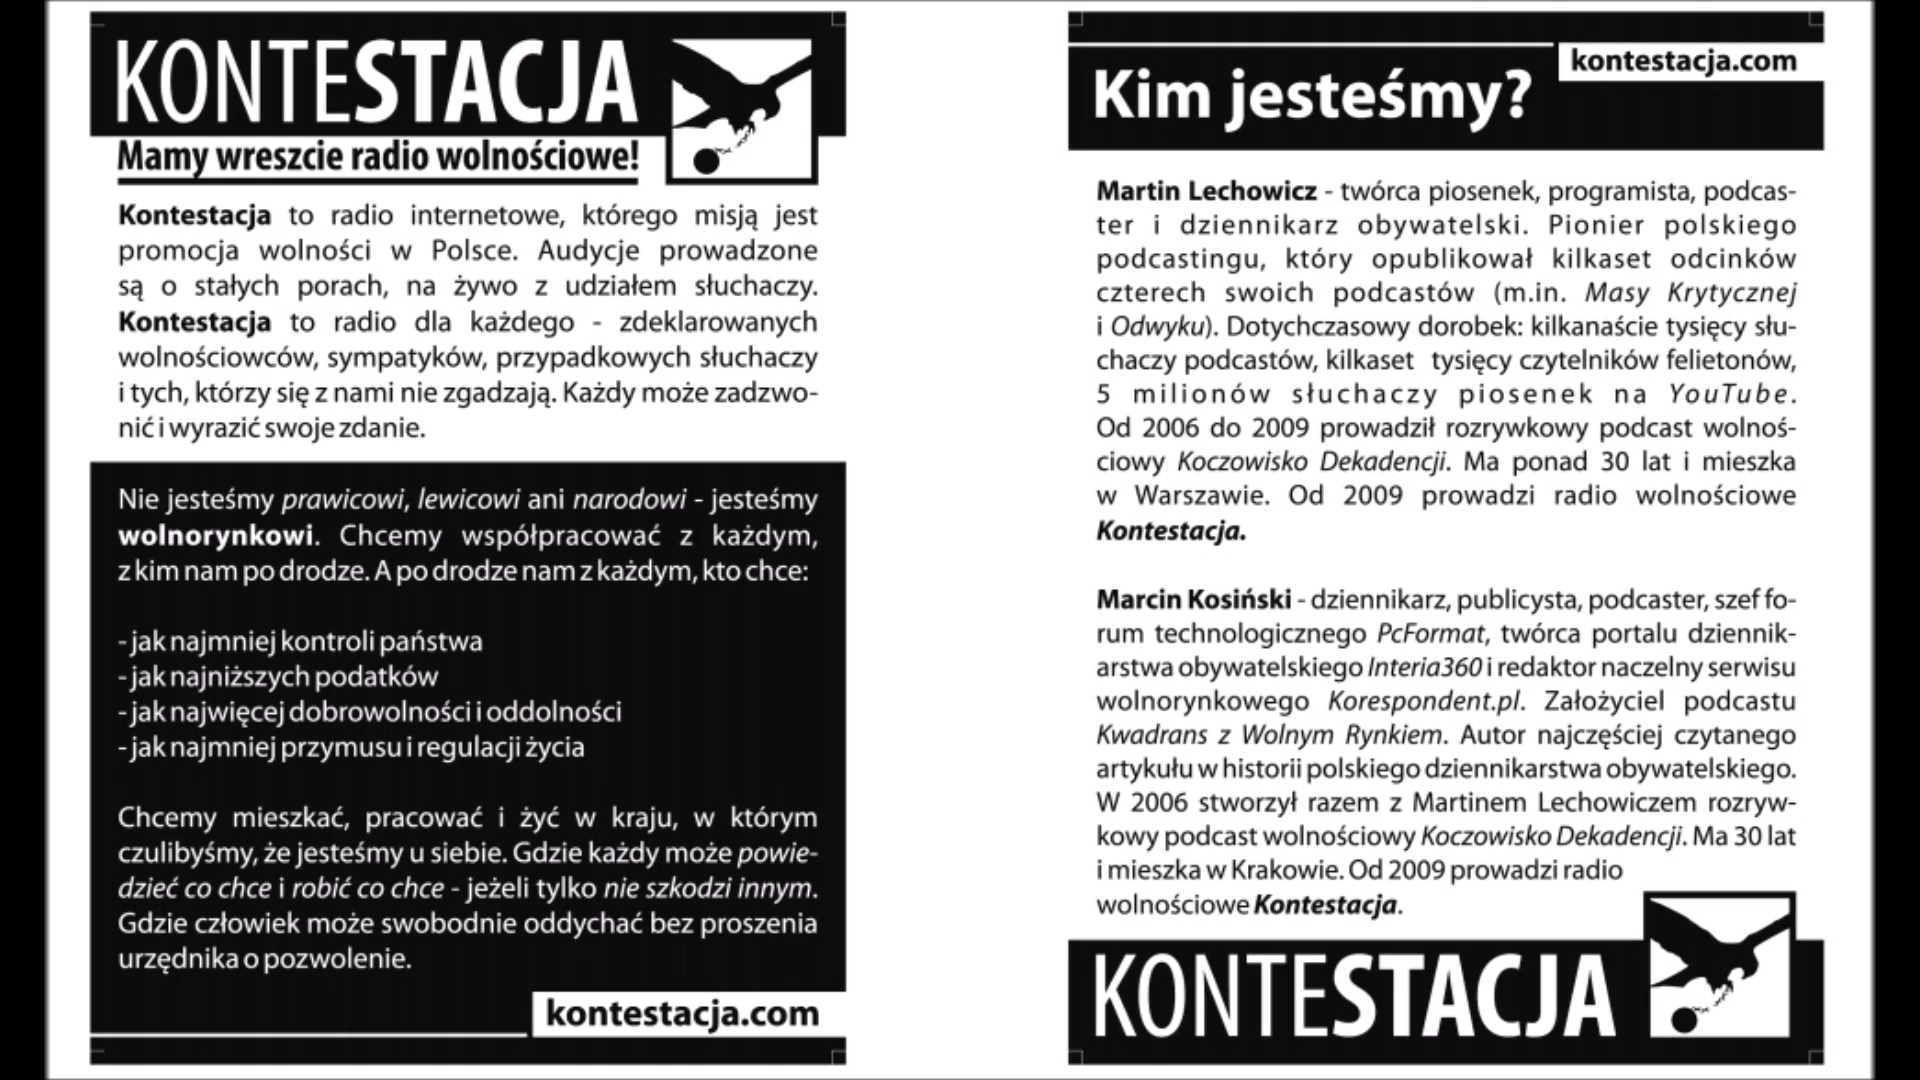 KONTESTACJA
Mamy wreszcie radio wolnościowe!
Kontestacja to radio internetowe, którego misją jest
promocja wolności w Polsce. Audycje prowadzone
są o stałych porach, na żywo z udziałem słuchaczy.
Kontestacja to radio dla każdego - zdeklarowanych
wolnościowców, sympatyków, przypadkowych słuchaczy
i tych, którzy się z nami nie zgadzają. Każdy może zadzwo-
nić i wyrazić swoje zdanie.
Nie jesteśmy prawicowi, lewicowi ani narodowi - jesteśmy
wolnorynkowi. Chcemy współpracować z każdym,
z kim nam po drodze. A po drodze nam z każdym, kto chce:
- jak najmniej kontroli państwa
- jak najniższych podatków
- jak najwięcej dobrowolności i oddolności
- jak najmniej przymusu i regulacji życia
Chcemy mieszkać, pracować i żyć w kraju, w którym
czulibyśmy, że jesteśmy u siebie. Gdzie każdy może powie-
dzieć co chce i robić co chce - jeżeli tylko nie szkodzi innym.
Gdzie człowiek może swobodnie oddychać bez proszenia
urzędnika o pozwolenie.
kontestacja.com
kontestacja.com
Kim jesteśmy?
Martin Lechowicz - twórca piosenek, programista, podcas-
ter i dziennikarz obywatelski. Pionier polskiego
podcastingu, który opublikował kilkaset odcinków
czterech swoich podcastów (m.in. Masy Krytycznej
i Odwyku). Dotychczasowy dorobek: kilkanaście tysięcy słu-
chaczy podcastów, kilkaset tysięcy czytelników felietonów,
5 milionów słuchaczy piosenek na YouTube.
Od 2006 do 2009 prowadził rozrywkowy podcast wolnoś-
ciowy Koczowisko Dekadencji. Ma ponad 30 lat i mieszka
w Warszawie. Od 2009 prowadzi radio wolnościowe
Kontestacja.
Marcin Kosiński - dziennikarz, publicysta, podcaster, szef fo-
rum technologicznego PcFormat, twórca portalu dziennik-
arstwa obywatelskiego Interia360 i redaktor naczelny serwisu
wolnorynkowego Korespondent.pl. Założyciel podcastu
Kwadrans z Wolnym Rynkiem. Autor najczęściej czytanego
artykułu w historii polskiego dziennikarstwa obywatelskiego.
W 2006 stworzył razem z Martinem Lechowiczem rozryw-
kowy podcast wolnościowy Koczowisko Dekadencji. Ma 30 lat
i mieszka w Krakowie. Od 2009 prowadzi radio
wolnościowe Kontestacja.
KONTESTACJA